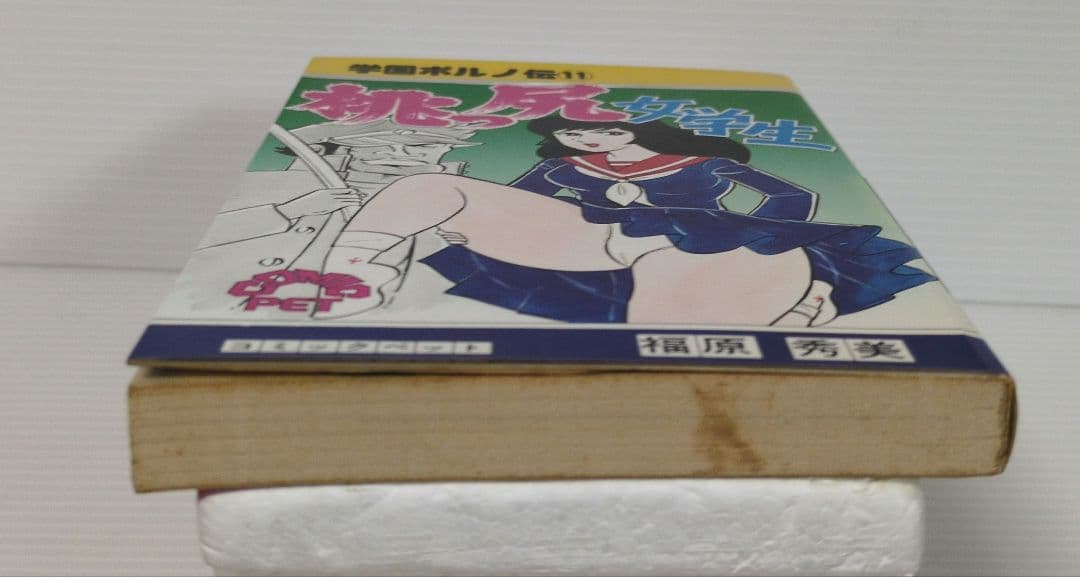 学園ポルノ伝⑪
桃っ尻女学生
COMIC
PET
コミックペット
福原 秀美